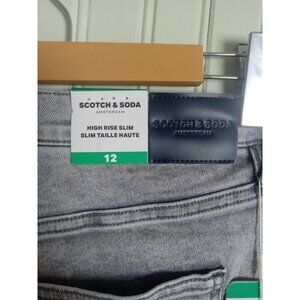 SCOTCH & SODA
AMSTERDAM
HIGH RISE SLIM
SLIM TAILLE HAUTE
12
SCOTCH & SODA
AMSTERDAM